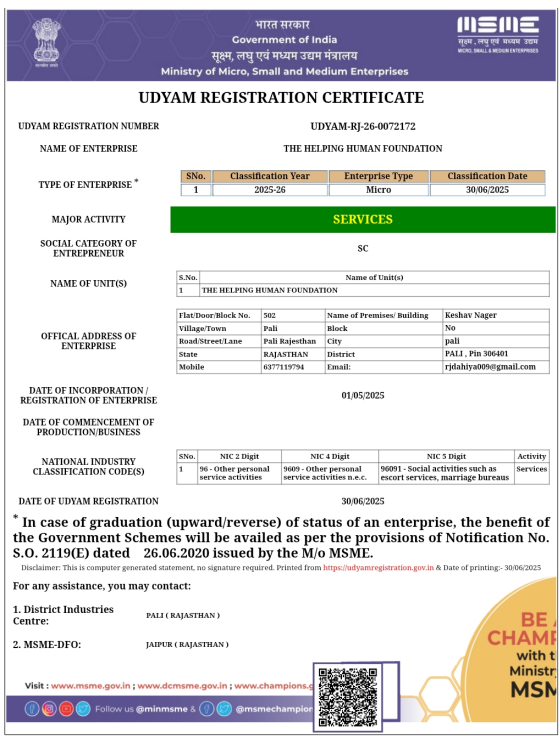 भारत सरकार
Government of India
सूक्ष्म, लघु एवं मध्यम उद्यम मंत्रालय
Ministry of Micro, Small and Medium Enterprises
सत्यमेव जयते
MSME
सूक्ष्म, लघु एवं मध्यम उद्यम
MICRO, SMALL & MEDIUM ENTERPRISES
UDYAM REGISTRATION CERTIFICATE
UDYAM REGISTRATION NUMBER UDYAM-RJ-26-0072172
NAME OF ENTERPRISE THE HELPING HUMAN FOUNDATION
TYPE OF ENTERPRISE *
SNo. Classification Year Enterprise Type Classification Date
1 2025-26 Micro 30/06/2025
MAJOR ACTIVITY SERVICES
SOCIAL CATEGORY OF
ENTREPRENEUR
SC
NAME OF UNIT(S)
S.No. Name of Unit(s)
1 THE HELPING HUMAN FOUNDATION
OFFICAL ADDRESS OF
ENTERPRISE
Flat/Door/Block No. 502 Name of Premises/ Building Keshav Nager
Village/Town Pali Block No
Road/Street/Lane Pali Rajesthan City pali
State RAJASTHAN District PALI , Pin 306401
Mobile 6377119794 Email: rjdahiya009@gmail.com
DATE OF INCORPORATION /
REGISTRATION OF ENTERPRISE
01/05/2025
DATE OF COMMENCEMENT OF
PRODUCTION/BUSINESS
NATIONAL INDUSTRY
CLASSIFICATION CODE(S)
SNo. NIC 2 Digit NIC 4 Digit NIC 5 Digit Activity
1 96 - Other personal service activities 9609 - Other personal service activities n.e.c. 96091 - Social activities such as escort services, marriage bureaus Services
DATE OF UDYAM REGISTRATION 30/06/2025
* In case of graduation (upward/reverse) of status of an enterprise, the benefit of
the Government Schemes will be availed as per the provisions of Notification No.
S.O. 2119(E) dated 26.06.2020 issued by the M/o MSME.
Disclaimer: This is computer generated statement, no signature required. Printed from https://udyamregistration.gov.in & Date of printing:- 30/06/2025
For any assistance, you may contact:
1. District Industries
Centre:
PALI ( RAJASTHAN )
2. MSME-DFO: JAIPUR ( RAJASTHAN )
Visit : www.msme.gov.in ; www.dcmsme.gov.in ; www.champions.g
Follow us @minmsme & @msmechampion
BE A
CHAMP
with t
Ministr
MSM